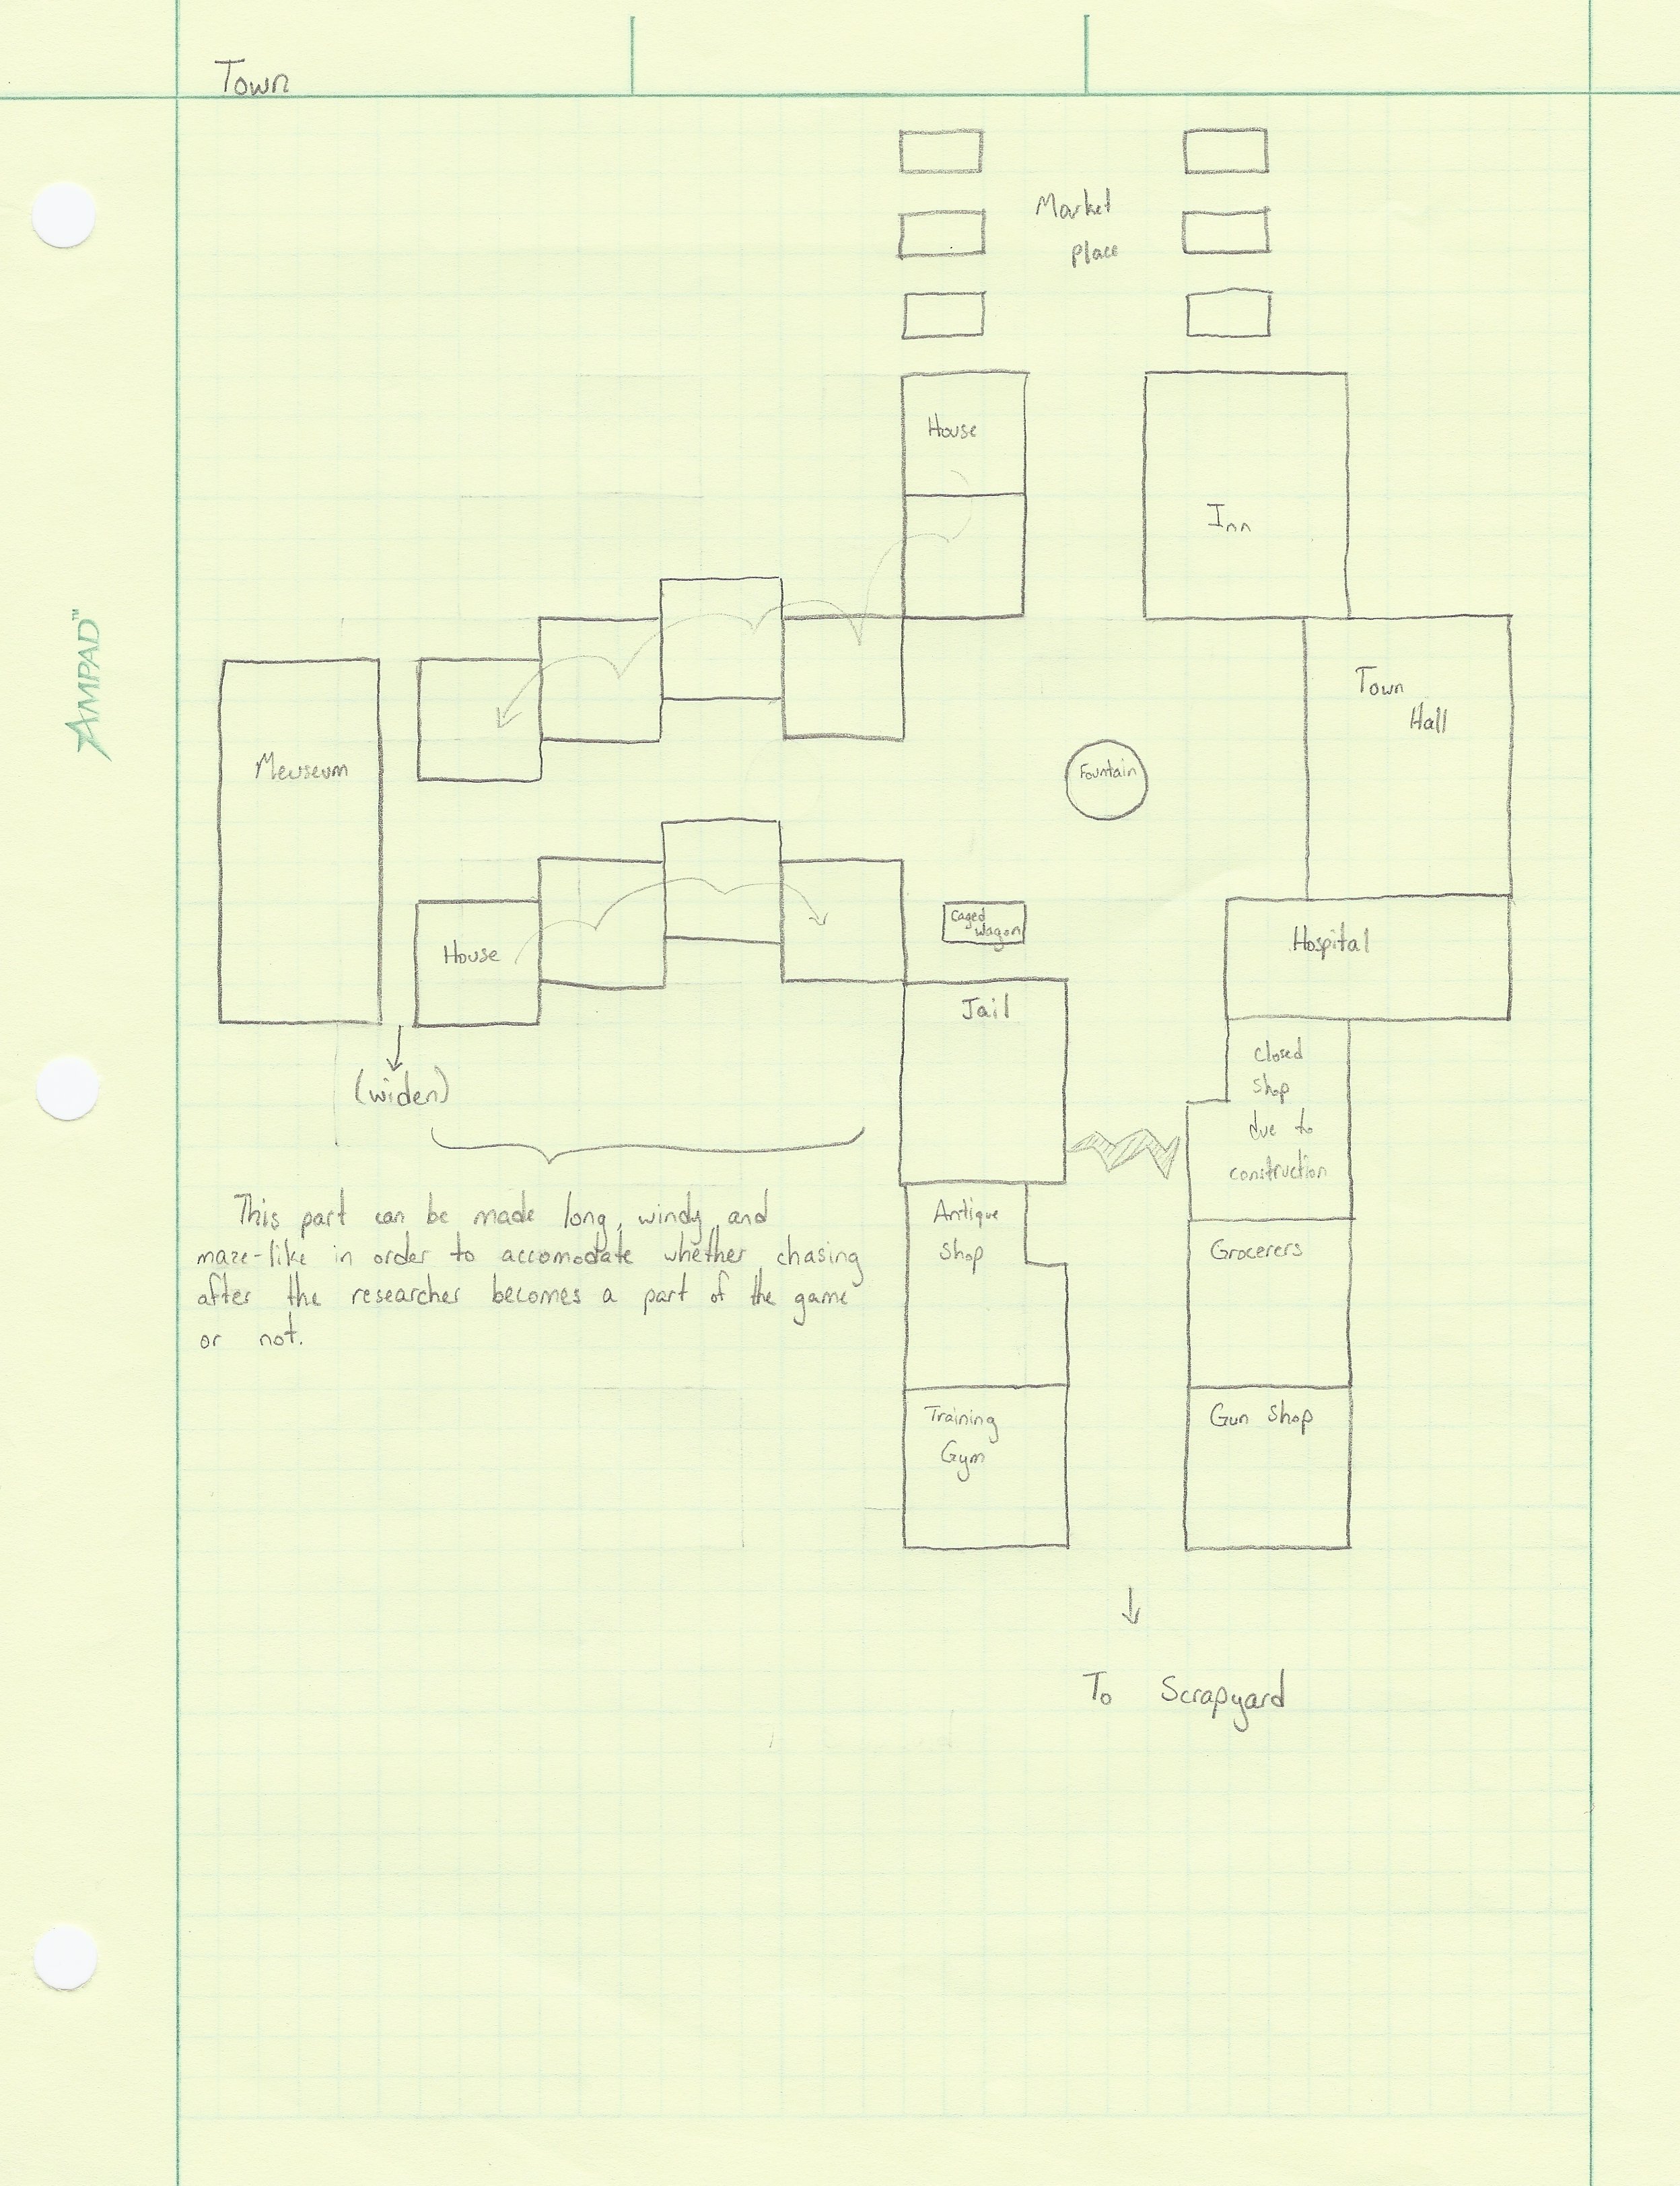 Town
Market
place
House
Inn
Town
Hall
Meuseum
Fountain
Caged
Wagon
House
Hospital
Jail
Closed
Shop
due to
construction
(widen)
This part can be made long, windy, and
maze-like in order to accomodate whether chasing
after the researcher becomes a part of the game
or not.
Antique
Shop
Grocerers
Training
Gym
Gun Shop
To Scrapyard
AMPAD™